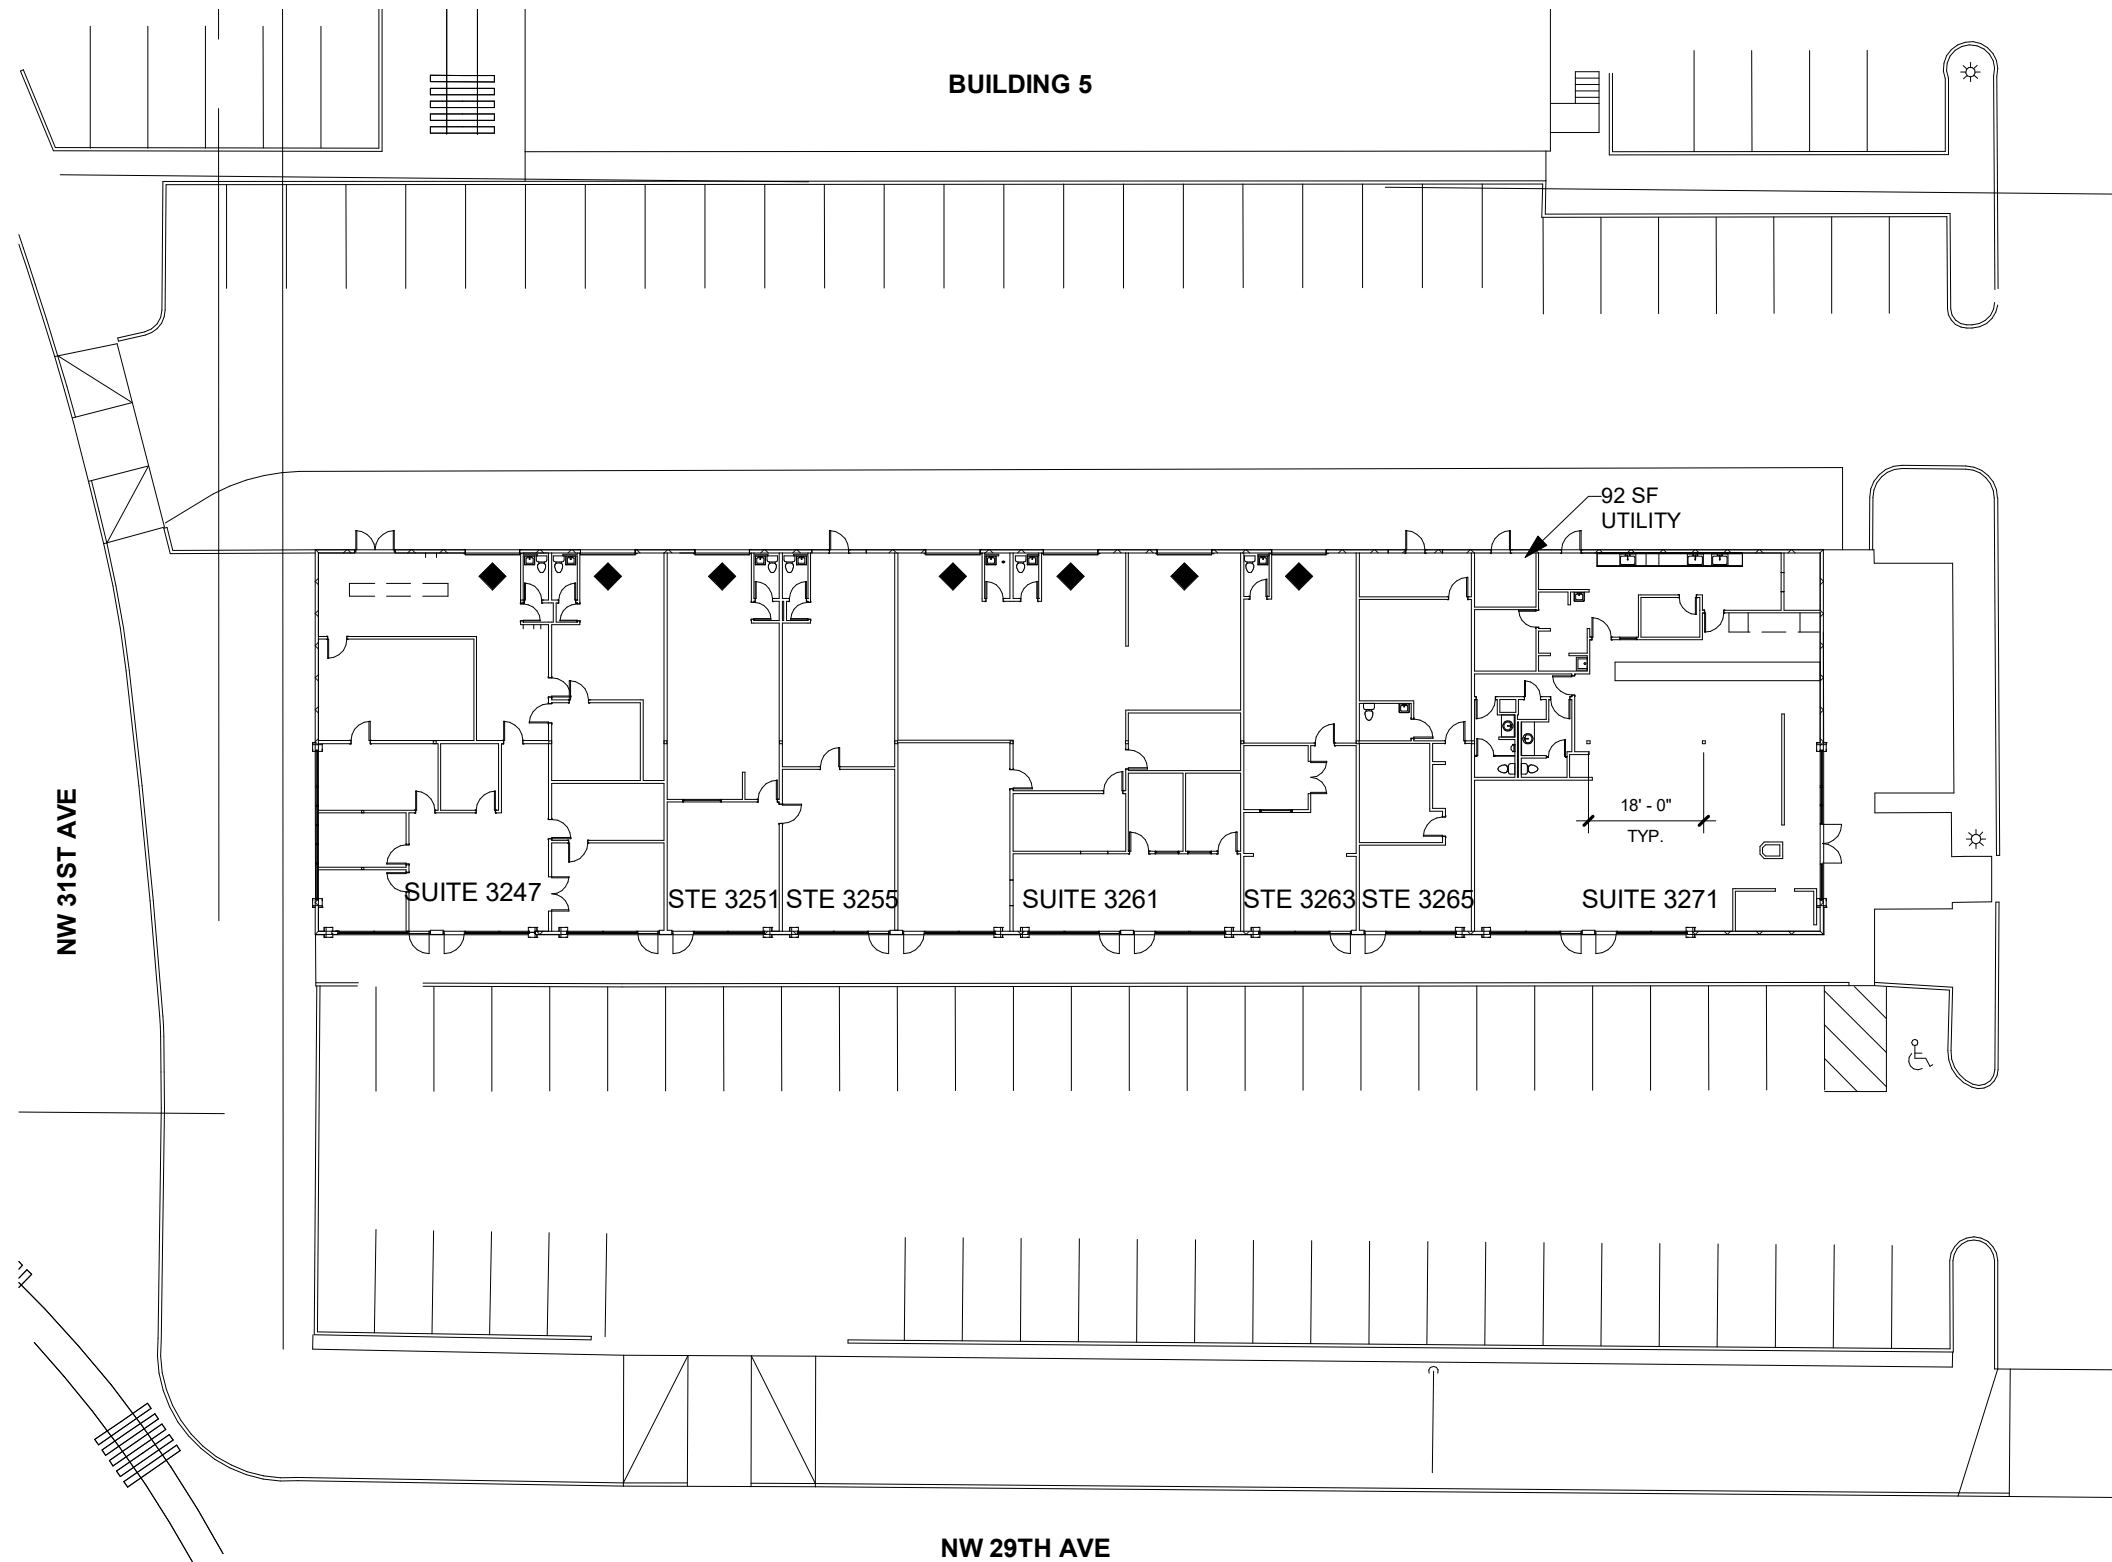 BUILDING 5
92 SF
UTILITY
NW 31ST AVE
18' - 0"
TYP.
SUITE 3247
STE 3251
STE 3255
SUITE 3261
STE 3263
STE 3265
SUITE 3271
NW 29TH AVE